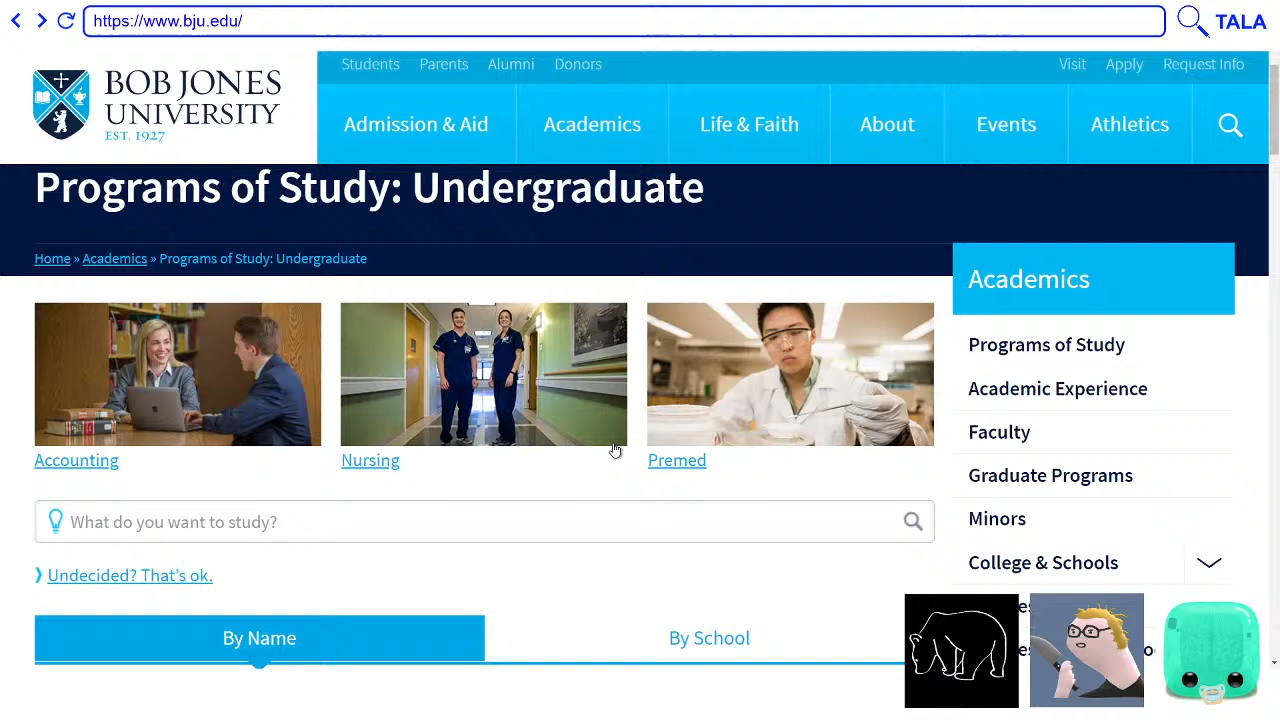 https://www.bju.edu/
TALA
BOB JONES
UNIVERSITY
EST. 1927
Students Parents Alumni Donors
Visit Apply Request Info
Admission & Aid Academics Life & Faith About Events Athletics
Programs of Study: Undergraduate
Home » Academics » Programs of Study: Undergraduate
Accounting
Nursing
Premed
What do you want to study?
Undecided? That's ok.
By Name
By School
Academics
Programs of Study
Academic Experience
Faculty
Graduate Programs
Minors
College & Schools